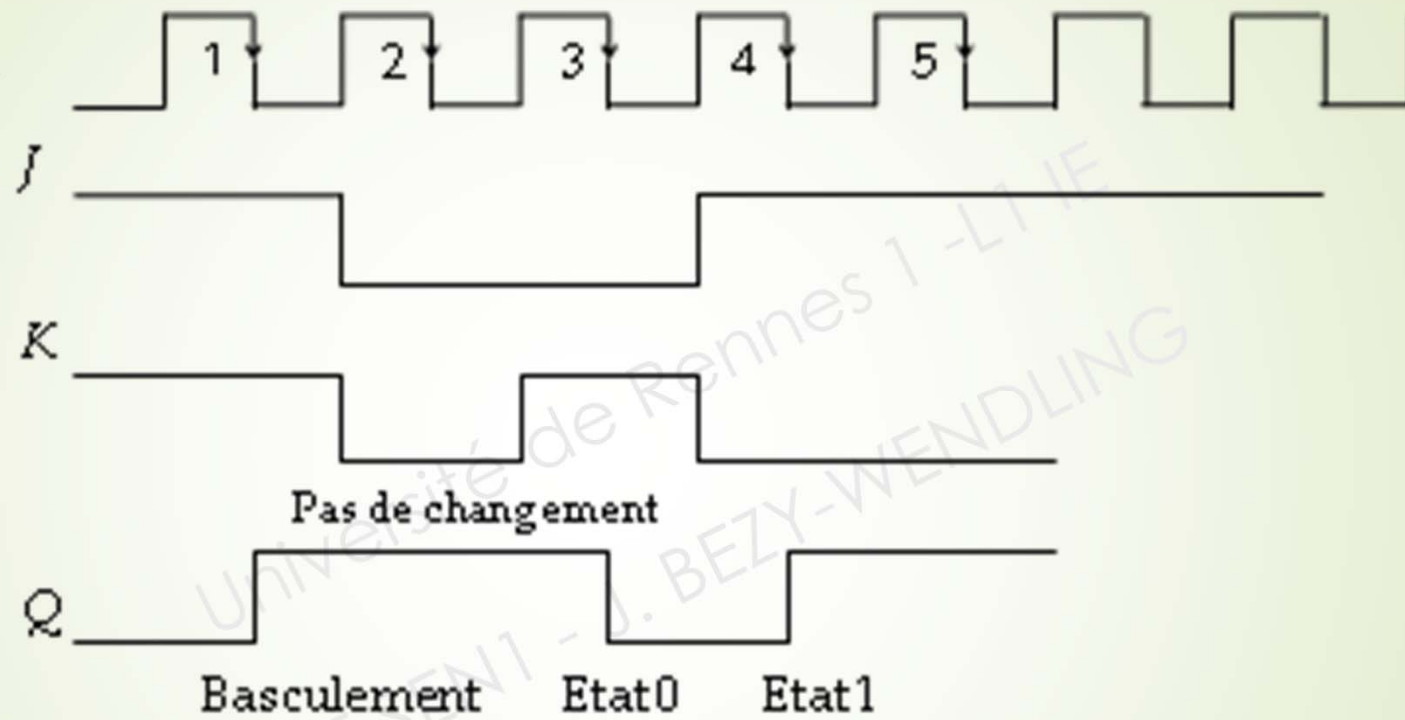 1 2 3 4 5
J
K
Pas de changement
Q
Basculement Etat0 Etat1
Université de Rennes 1 -L1 IE
SEN1 - J. BEZY-WENDLING